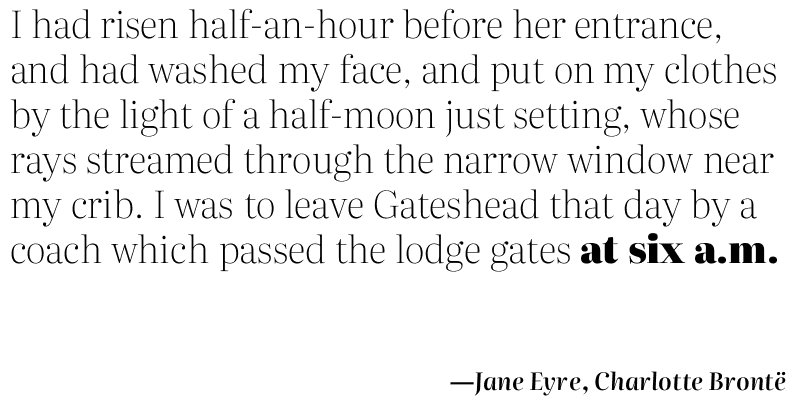 I had risen half-an-hour before her entrance,
and had washed my face, and put on my clothes
by the light of a half-moon just setting, whose
rays streamed through the narrow window near
my crib. I was to leave Gateshead that day by a
coach which passed the lodge gates at six a.m.
—Jane Eyre, Charlotte Brontë